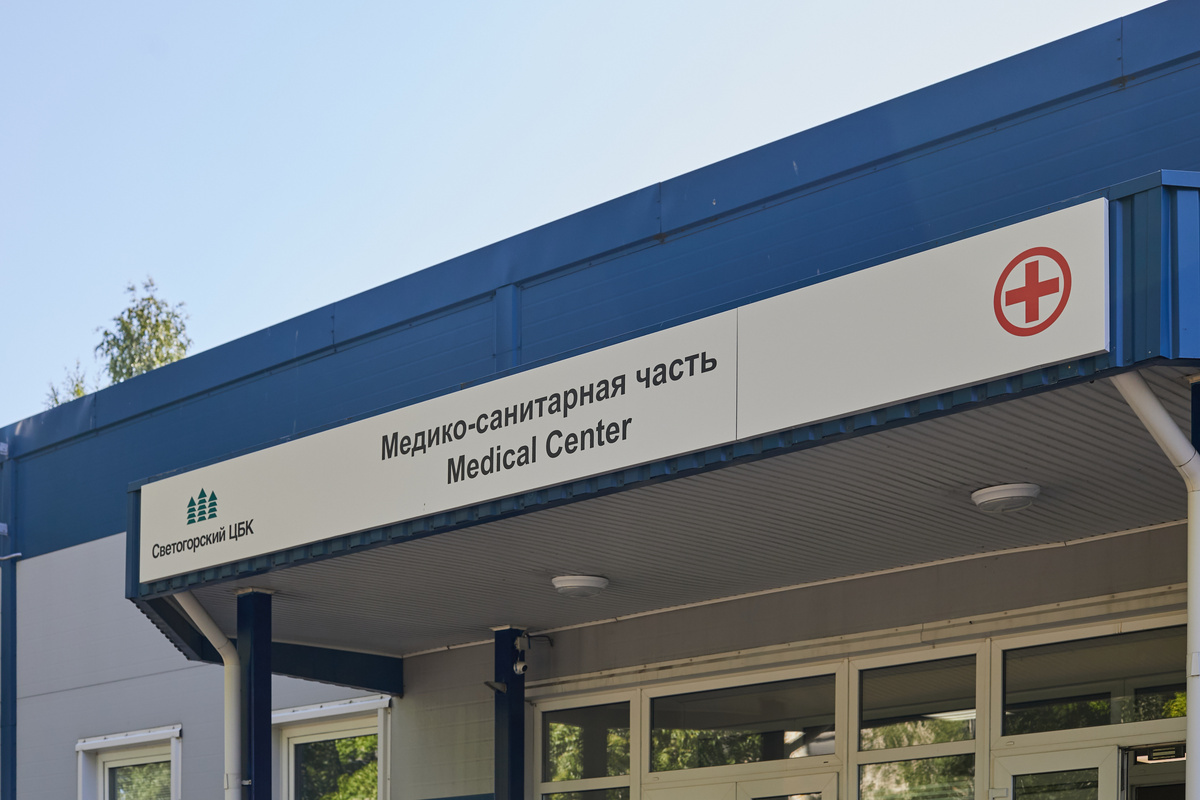 Медико-санитарная часть
Medical Center
Светогорский ЦБК